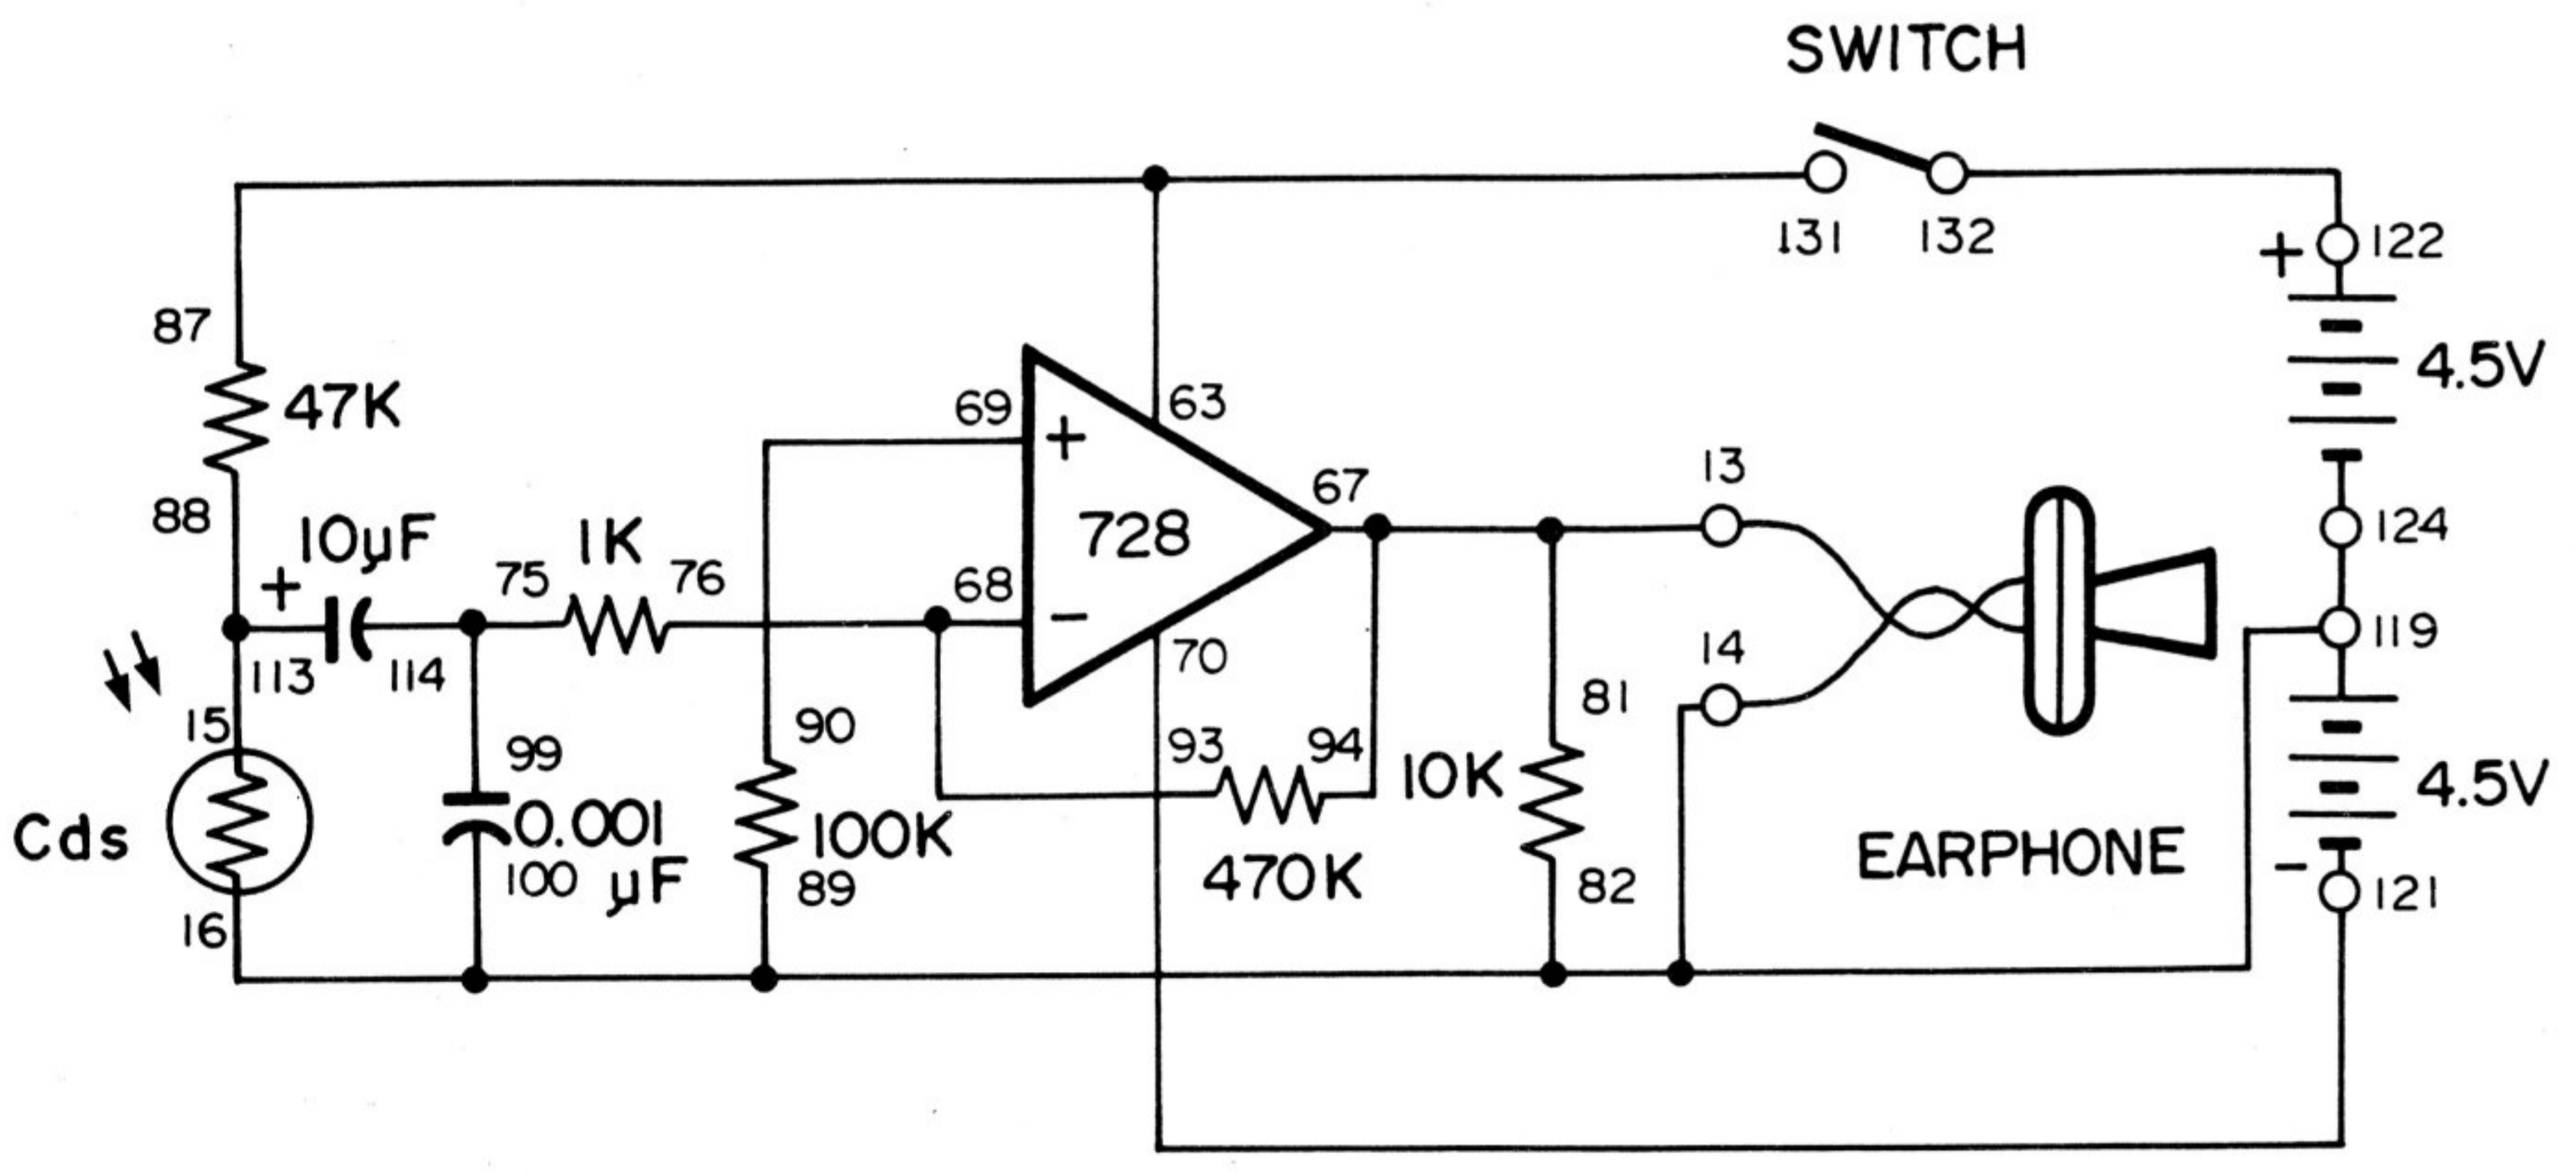 SWITCH
131
132
+
122
87
47K
69
63
4.5V
+
88
10µF
1K
67
13
728
124
+
75
76
68
−
113
114
70
14
119
15
99
90
93
94
81
Cds
0.001
100 µF
100K
10K
4.5V
89
470K
EARPHONE
82
−
121
16